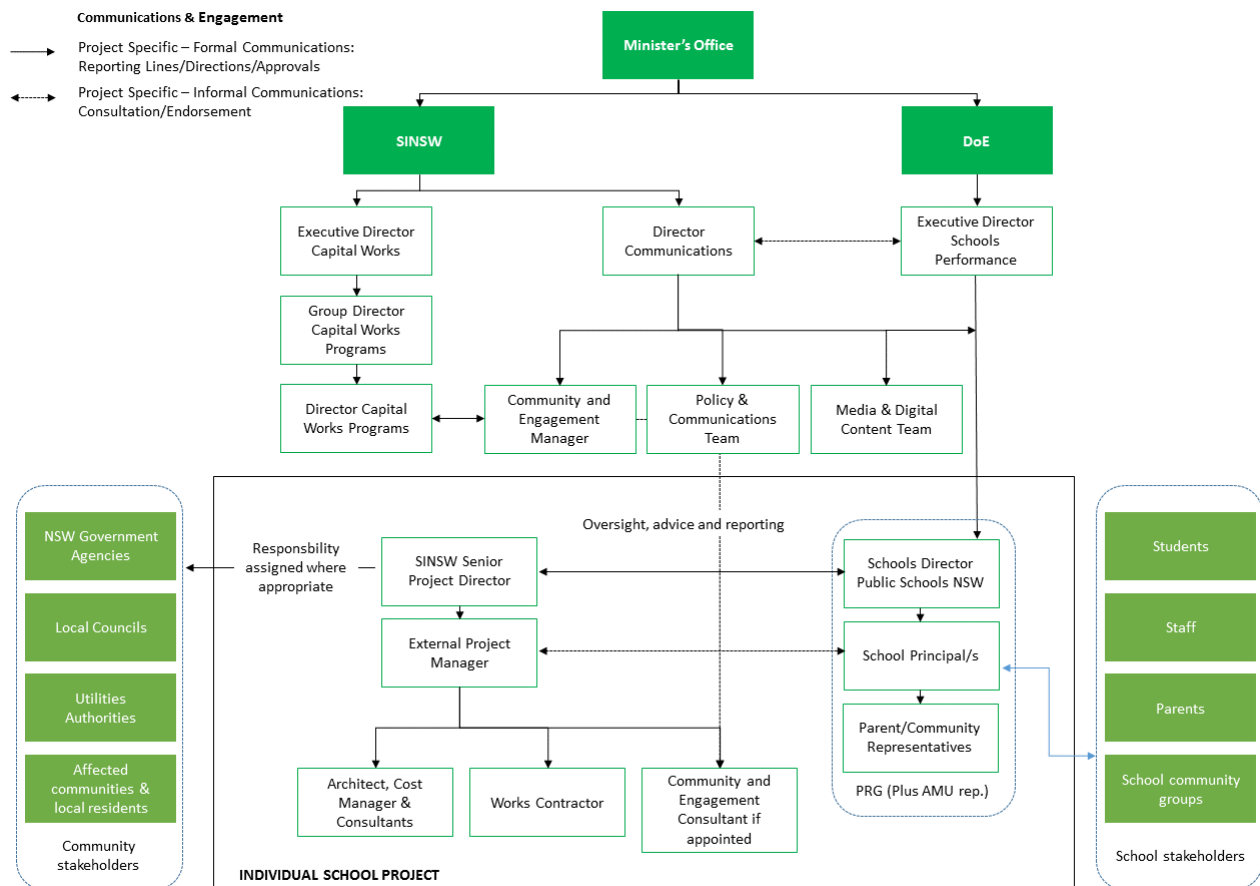 Communications & Engagement
Project Specific – Formal Communications:
Reporting Lines/Directions/Approvals
Project Specific – Informal Communications:
Consultation/Endorsement
Minister's Office
SINSW
DoE
Executive Director
Capital Works
Director
Communications
Executive Director
Schools
Performance
Group Director
Capital Works
Programs
Director Capital
Works Programs
Community and
Engagement
Manager
Policy &
Communications
Team
Media & Digital
Content Team
NSW Government
Agencies
Local Councils
Utilities
Authorities
Affected
communities &
local residents
Community
stakeholders
Responsbility
assigned where
appropriate
Oversight, advice and reporting
SINSW Senior
Project Director
External Project
Manager
Architect, Cost
Manager &
Consultants
Works Contractor
Community and
Engagement
Consultant if
appointed
Schools Director
Public Schools NSW
School Principal/s
Parent/Community
Representatives
PRG (Plus AMU rep.)
INDIVIDUAL SCHOOL PROJECT
Students
Staff
Parents
School community
groups
School stakeholders